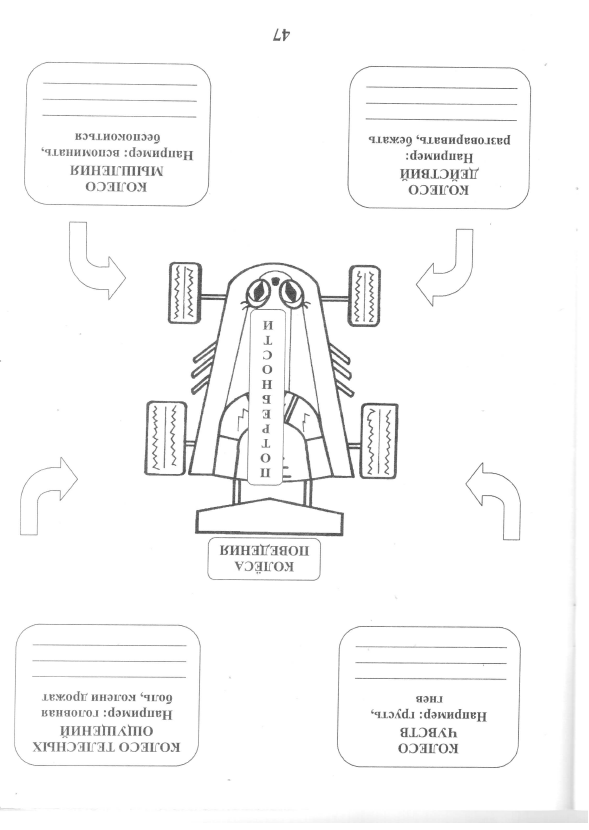 КОЛЕСО
ЧУВСТВ
Например: грусть,
гнев
КОЛЕСО ТЕЛЕСНЫХ
ОЩУЩЕНИЙ
Например: головная
боль, колени дрожат
КОЛЁСА
ПОВЕДЕНИЯ
ПОТРЕБНОСТИ
КОЛЕСО
ДЕЙСТВИЙ
Например:
разговаривать, бежать
КОЛЕСО
МЫШЛЕНИЯ
Например: вспоминать,
беспокоиться
47